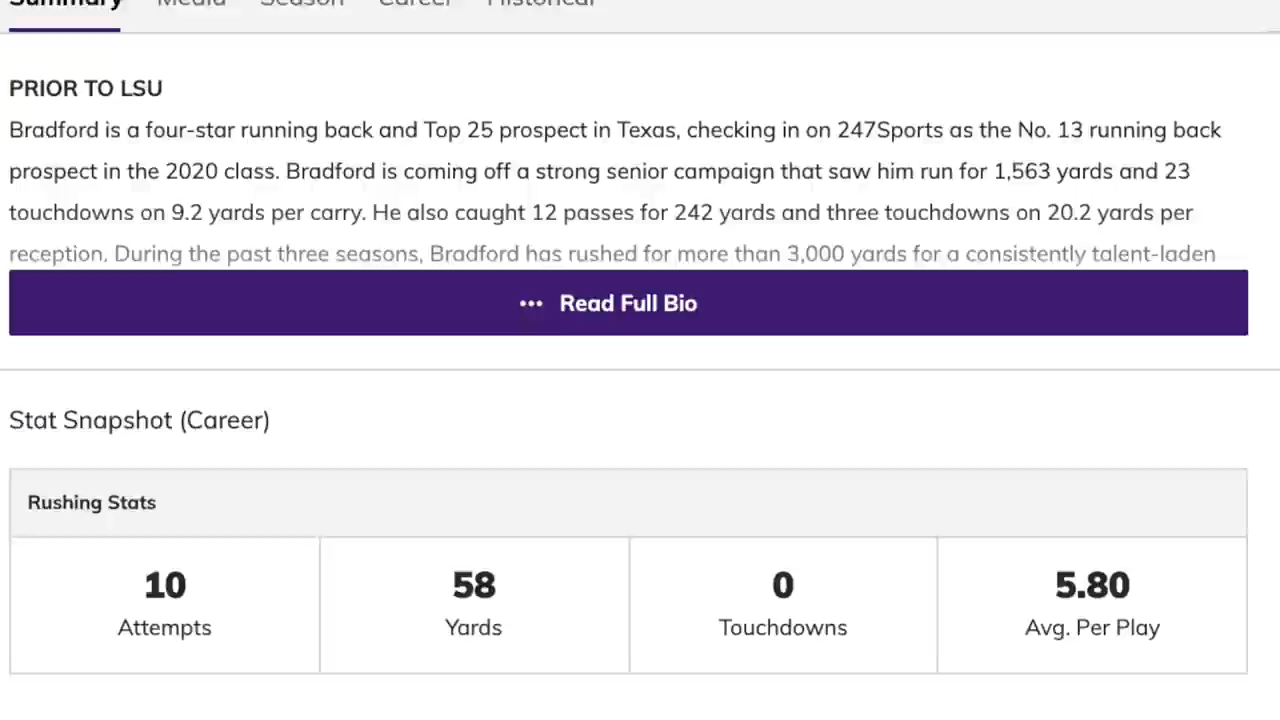 Summary Media Season Career Historical
PRIOR TO LSU
Bradford is a four-star running back and Top 25 prospect in Texas, checking in on 247Sports as the No. 13 running back
prospect in the 2020 class. Bradford is coming off a strong senior campaign that saw him run for 1,563 yards and 23
touchdowns on 9.2 yards per carry. He also caught 12 passes for 242 yards and three touchdowns on 20.2 yards per
reception. During the past three seasons, Bradford has rushed for more than 3,000 yards for a consistently talent-laden
••• Read Full Bio
Stat Snapshot (Career)
Rushing Stats
10 58 0 5.80
Attempts Yards Touchdowns Avg. Per Play